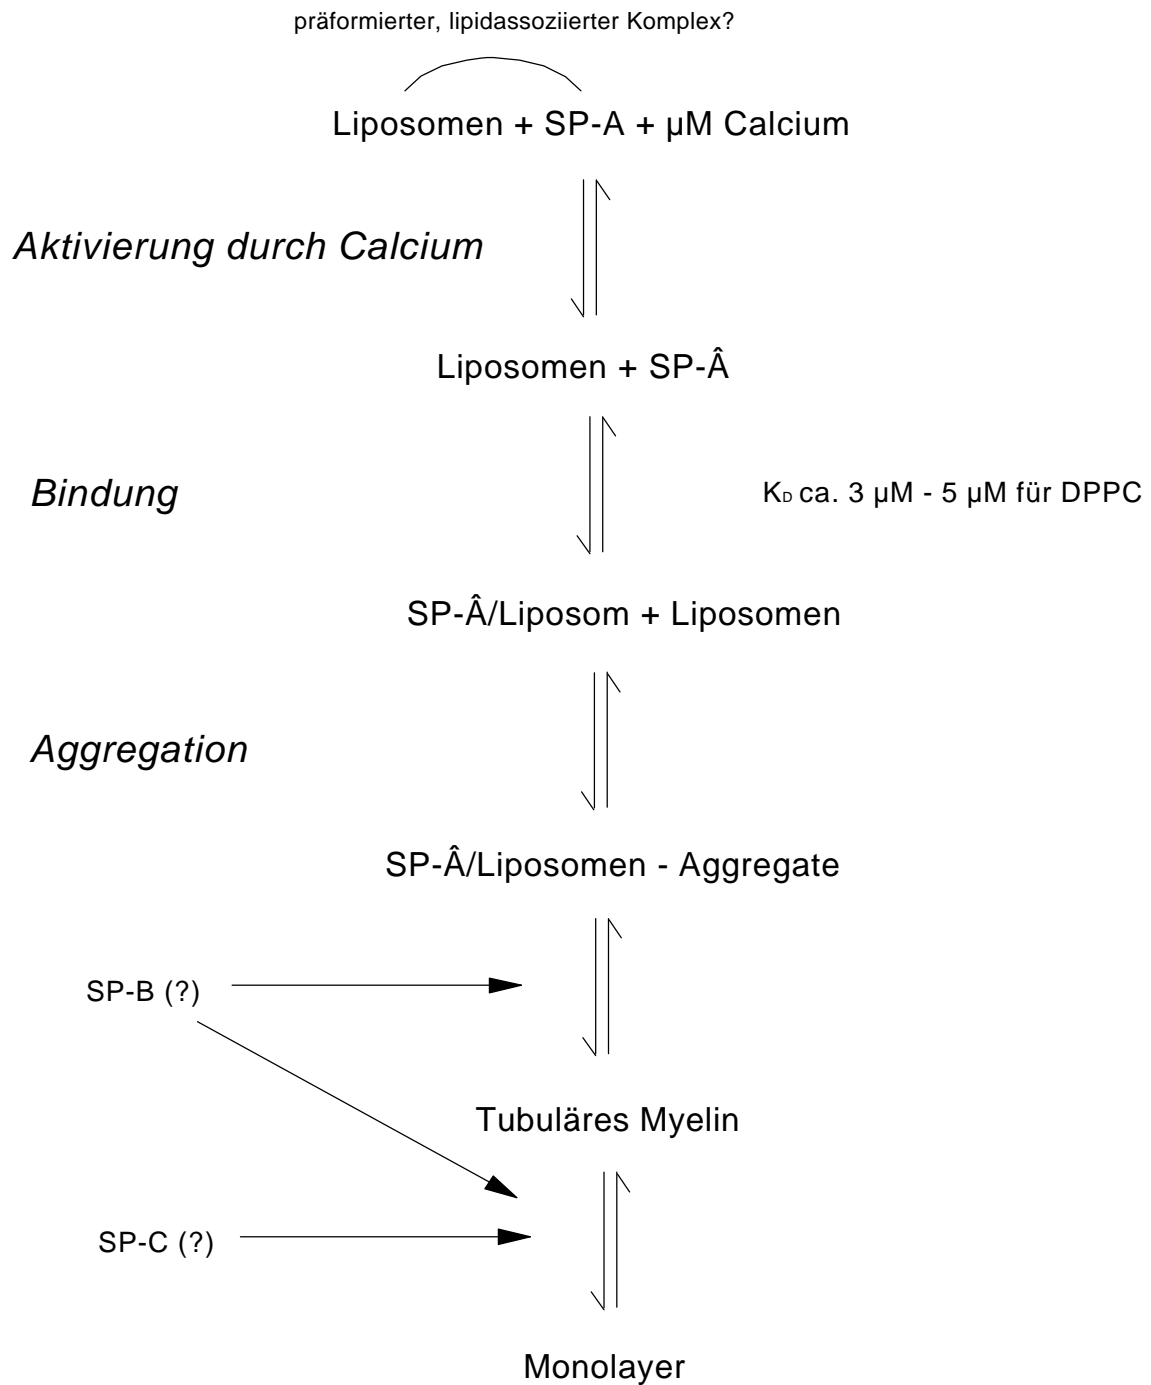 präformierter, lipidassoziierter Komplex?
Liposomen + SP-A + µM Calcium
Aktivierung durch Calcium
Liposomen + SP-Â
Bindung
K_D ca. 3 µM - 5 µM für DPPC
SP-Â/Liposom + Liposomen
Aggregation
SP-Â/Liposomen - Aggregate
SP-B (?)
Tubuläres Myelin
SP-C (?)
Monolayer